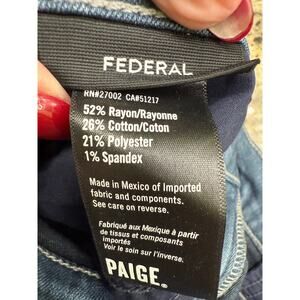 FEDERAL
RN#27002 CA#51217
52% Rayon/Rayonne
26% Cotton/Coton
21% Polyester
1% Spandex
Made in Mexico of Imported
fabric and components.
See care on reverse.
Fabriqué aux Mexique à partir
de tissus et composants
importés
Voir le soin sur l'inverse.
PAIGE®